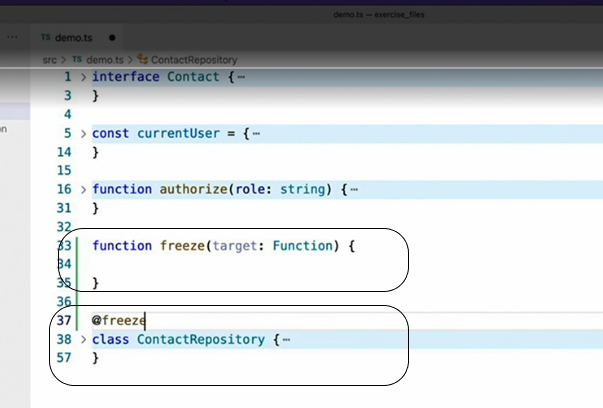 demo.ts — exercise_files
··· TS demo.ts ●
src > TS demo.ts > ContactRepository
1 > interface Contact {···
3 }
4
5 > const currentUser = {···
14 }
15
16 > function authorize(role: string) {···
31 }
32
33 function freeze(target: Function) {
34
35 }
36
on
37 @freeze
38 > class ContactRepository {···
57 }